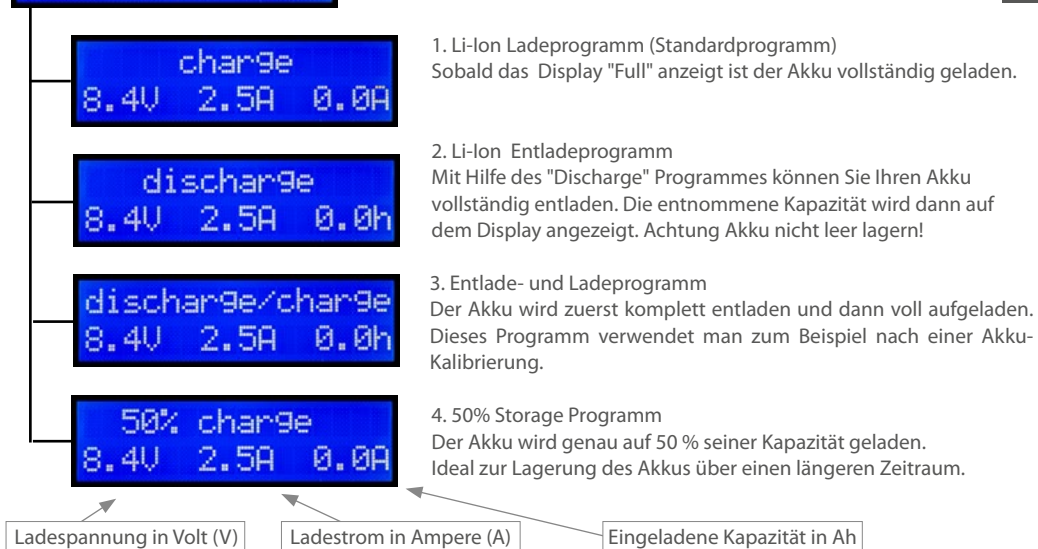 charge
8.4V 2.5A 0.0A
1. Li-Ion Ladeprogramm (Standardprogramm)
Sobald das Display "Full" anzeigt ist der Akku vollständig geladen.
discharge
8.4V 2.5A 0.0h
2. Li-Ion Entladeprogramm
Mit Hilfe des "Discharge" Programmes können Sie Ihren Akku
vollständig entladen. Die entnommene Kapazität wird dann auf
dem Display angezeigt. Achtung Akku nicht leer lagern!
discharge/charge
8.4V 2.5A 0.0h
3. Entlade- und Ladeprogramm
Der Akku wird zuerst komplett entladen und dann voll aufgeladen.
Dieses Programm verwendet man zum Beispiel nach einer Akku-
Kalibrierung.
50% charge
8.4V 2.5A 0.0A
4. 50% Storage Programm
Der Akku wird genau auf 50 % seiner Kapazität geladen.
Ideal zur Lagerung des Akkus über einen längeren Zeitraum.
Ladespannung in Volt (V)
Ladestrom in Ampere (A)
Eingeladene Kapazität in Ah